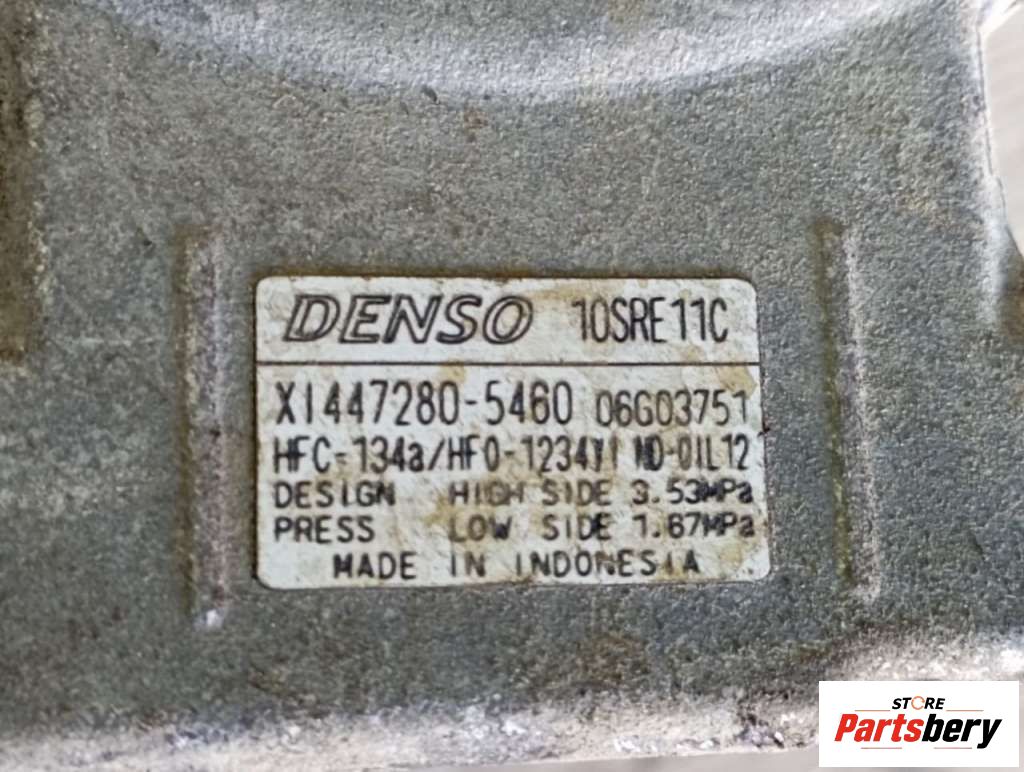 DENSO 10SRE11C
XI447280-5460 06G03751
HFC-134a/HFO-1234yf ND-OIL12
DESIGN HIGH SIDE 3.53MPa
PRESS LOW SIDE 1.67MPa
MADE IN INDONESIA
STORE
Partsbery